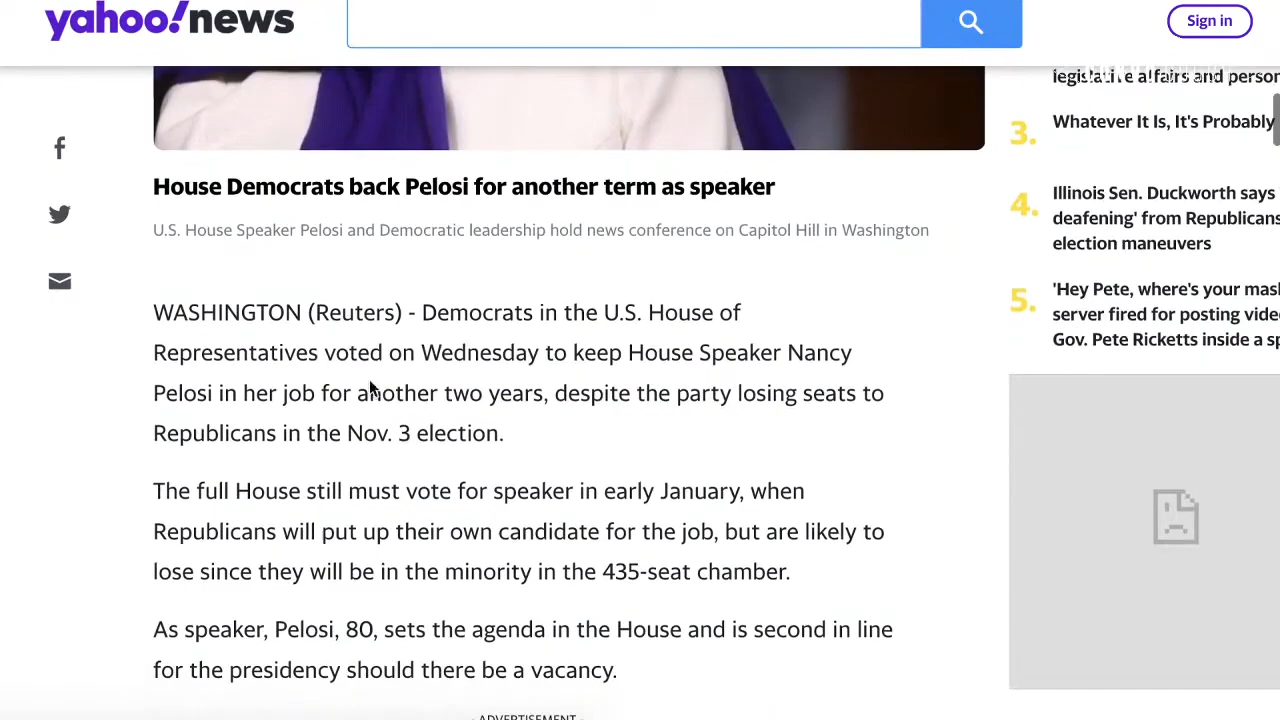 yahoo!news
Sign in
House Democrats back Pelosi for another term as speaker
U.S. House Speaker Pelosi and Democratic leadership hold news conference on Capitol Hill in Washington
WASHINGTON (Reuters) - Democrats in the U.S. House of
Representatives voted on Wednesday to keep House Speaker Nancy
Pelosi in her job for another two years, despite the party losing seats to
Republicans in the Nov. 3 election.
The full House still must vote for speaker in early January, when
Republicans will put up their own candidate for the job, but are likely to
lose since they will be in the minority in the 435-seat chamber.
As speaker, Pelosi, 80, sets the agenda in the House and is second in line
for the presidency should there be a vacancy.
- ADVERTISEMENT -
legislative affairs and person
3. Whatever It Is, It's Probably
4. Illinois Sen. Duckworth says
deafening' from Republicans
election maneuvers
5. 'Hey Pete, where's your mask
server fired for posting video
Gov. Pete Ricketts inside a sp